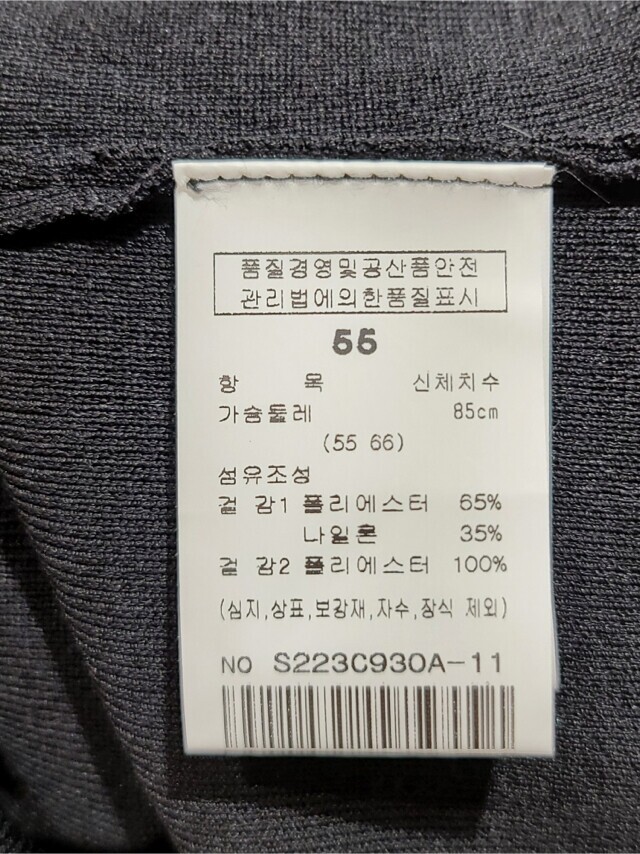 품질경영및공산품안전
관리법에의한품질표시
55
항 목 신체치수
가슴둘레 85cm
(55 66)
섬유조성
겉 감1 폴리에스터 65%
나일론 35%
겉 감2 폴리에스터 100%
(심지,상표,보강재,자수,장식 제외)
NO S223C930A-11